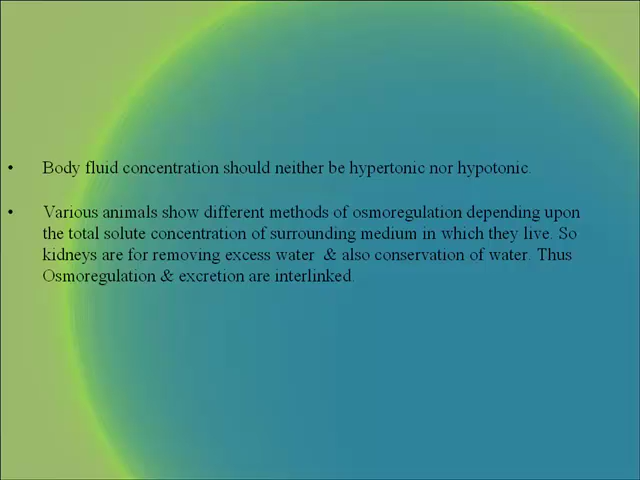 • Body fluid concentration should neither be hypertonic nor hypotonic.
• Various animals show different methods of osmoregulation depending upon
the total solute concentration of surrounding medium in which they live. So
kidneys are for removing excess water  & also conservation of water. Thus
Osmoregulation & excretion are interlinked.